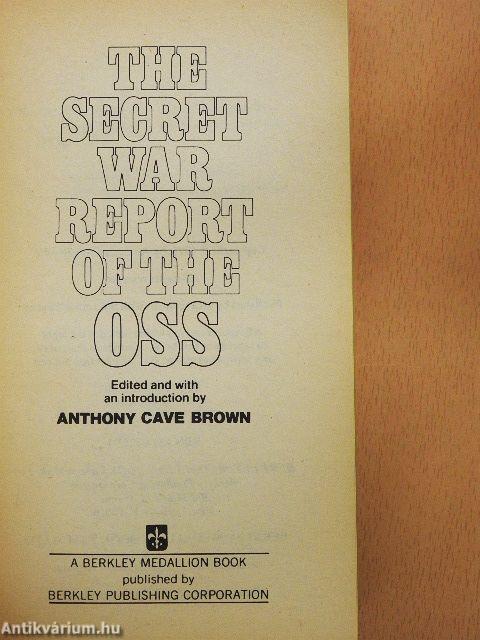 THE
SECRET
WAR
REPORT
OF THE
OSS
Edited and with
an introduction by
ANTHONY CAVE BROWN
A BERKLEY MEDALLION BOOK
published by
BERKLEY PUBLISHING CORPORATION
Antikvárium.hu